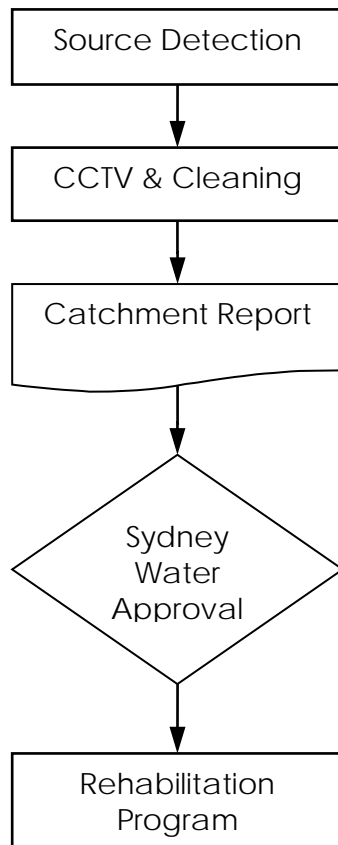 Source Detection
CCTV & Cleaning
Catchment Report
Sydney
Water
Approval
Rehabilitation
Program